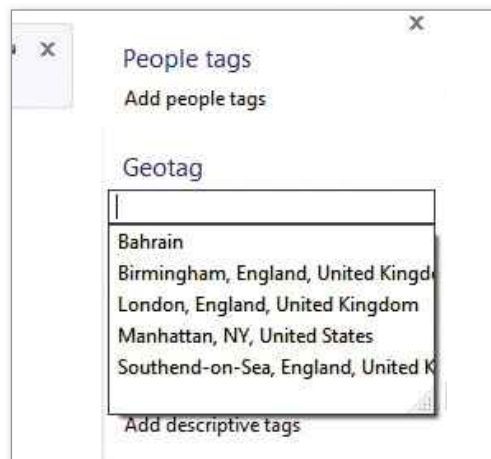 People tags
Add people tags
Geotag
Bahrain
Birmingham, England, United Kingd
London, England, United Kingdom
Manhattan, NY, United States
Southend-on-Sea, England, United K
Add descriptive tags